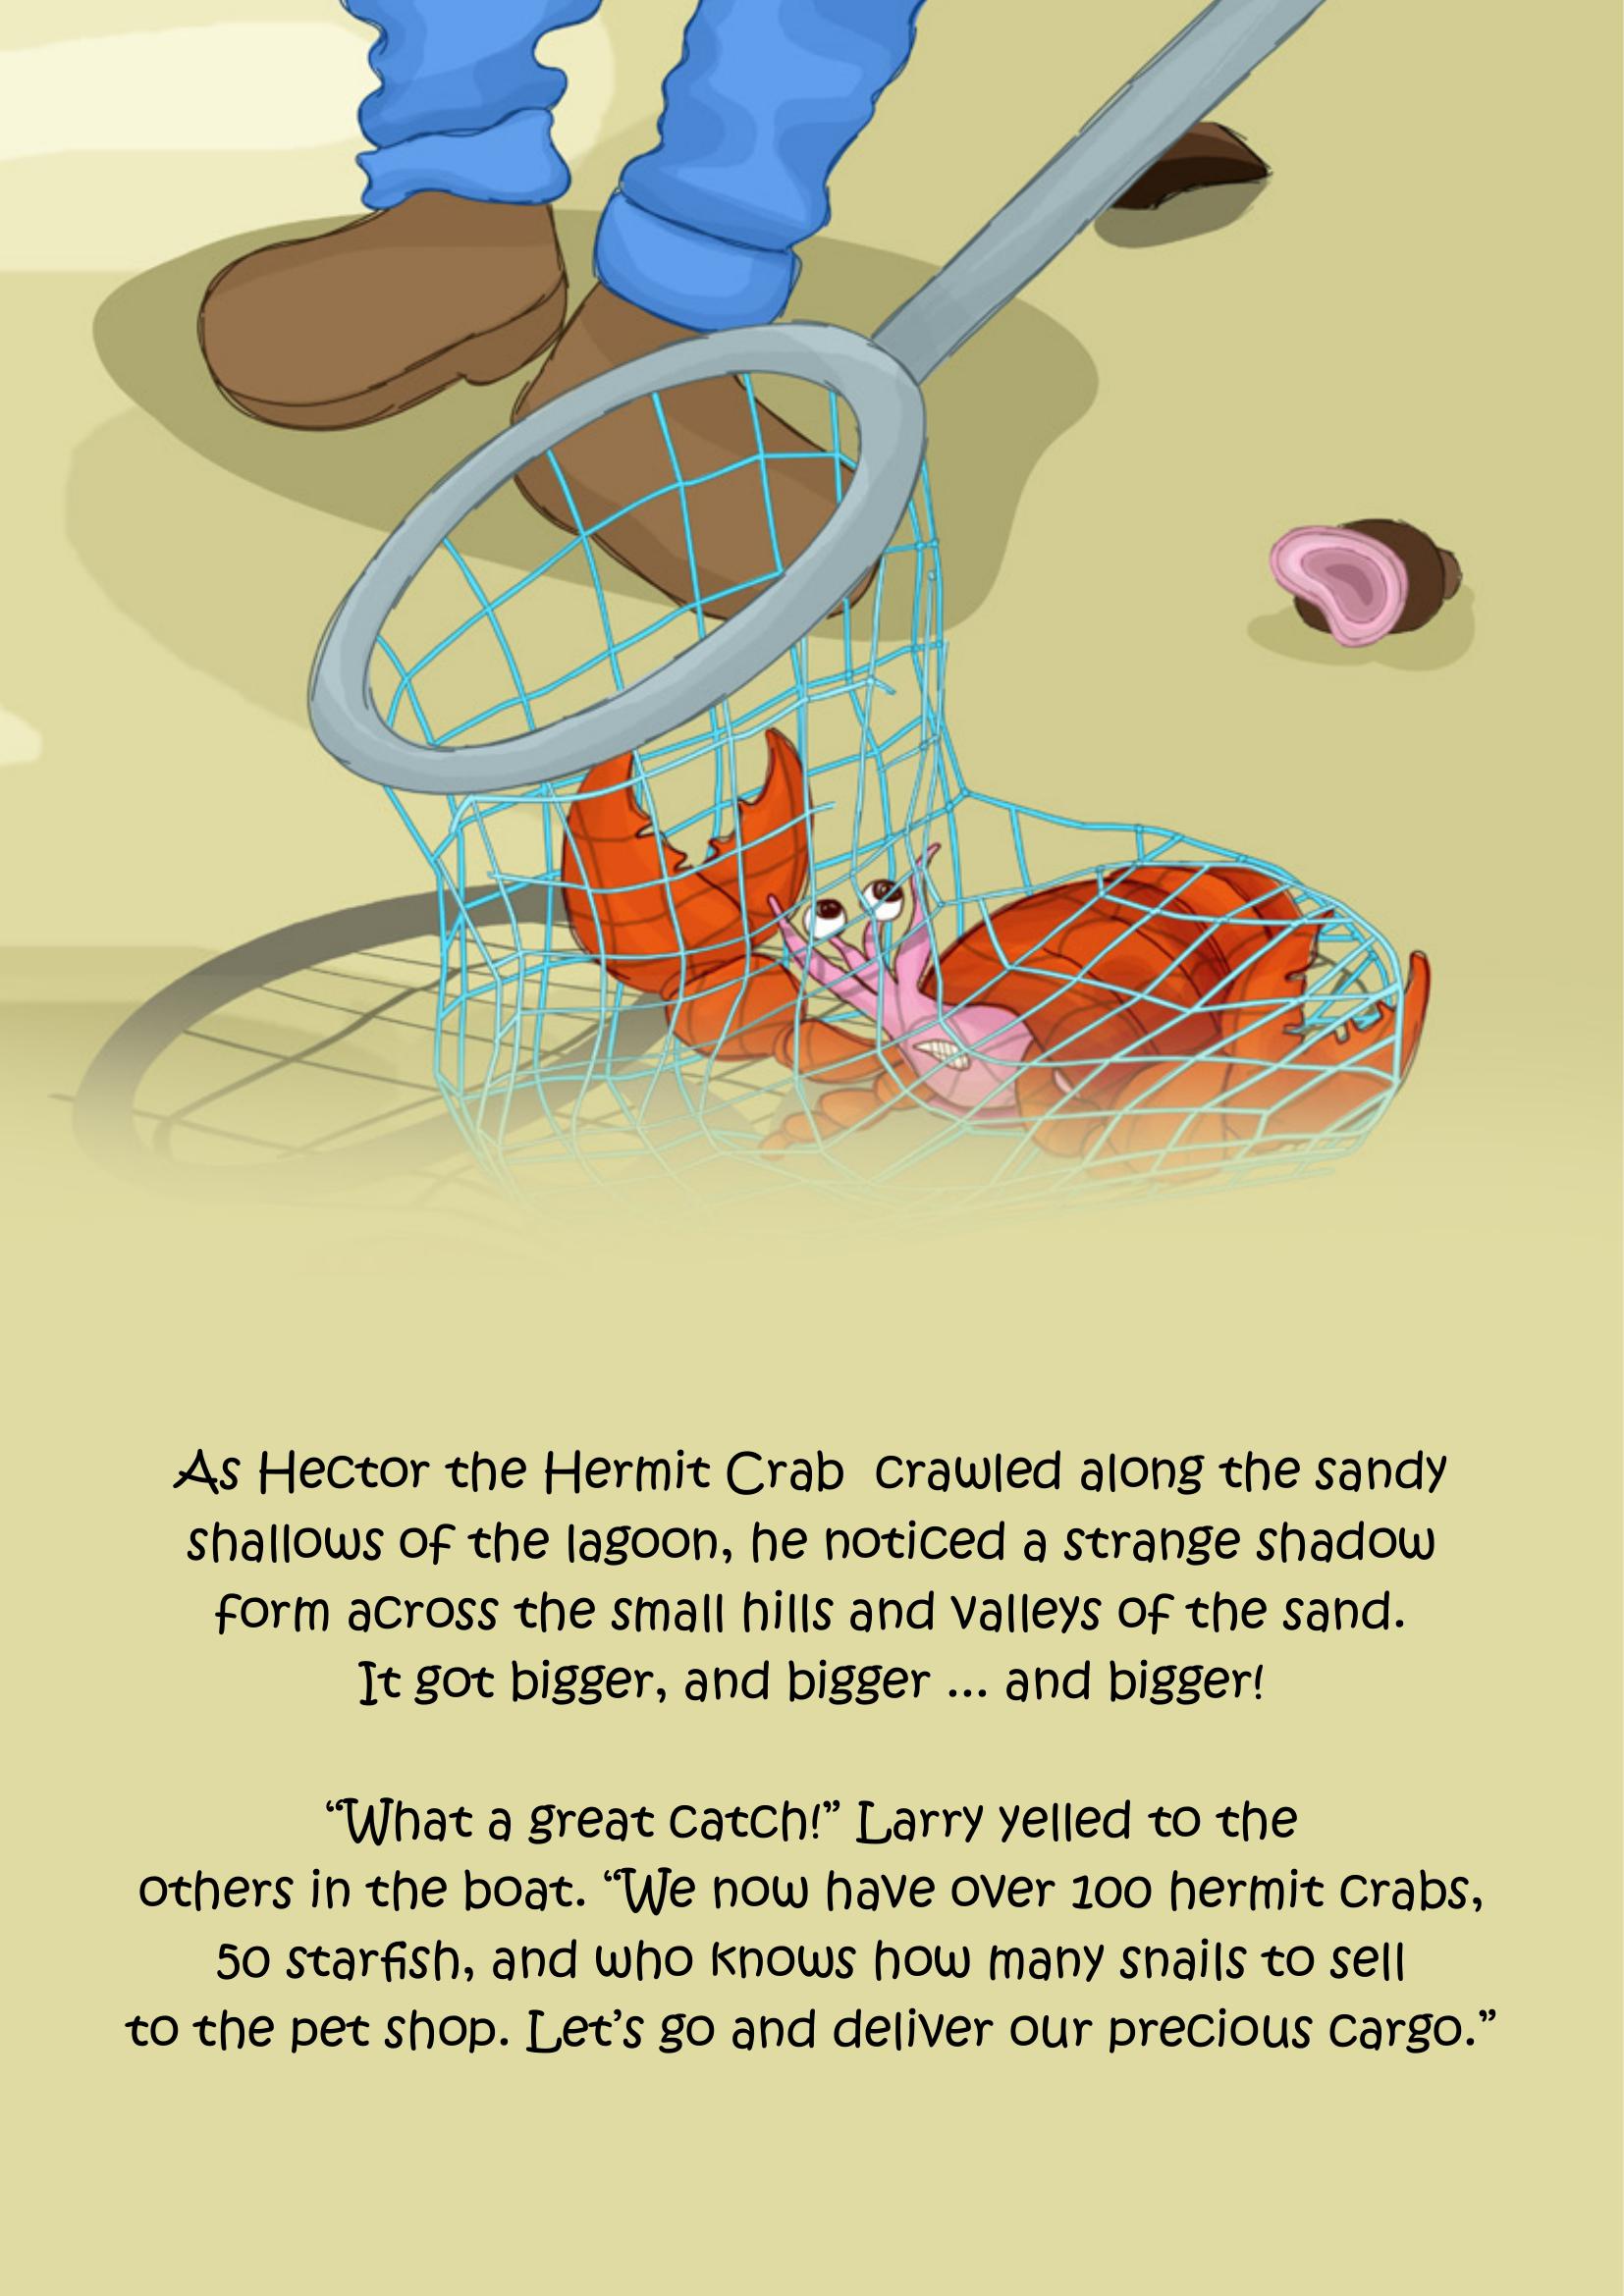 As Hector the Hermit Crab  crawled along the sandy
shallows of the lagoon, he noticed a strange shadow
form across the small hills and valleys of the sand.
It got bigger, and bigger ... and bigger!
“What a great catch!” Larry yelled to the
others in the boat. “We now have over 100 hermit crabs,
50 starfish, and who knows how many snails to sell
to the pet shop. Let’s go and deliver our precious cargo.”